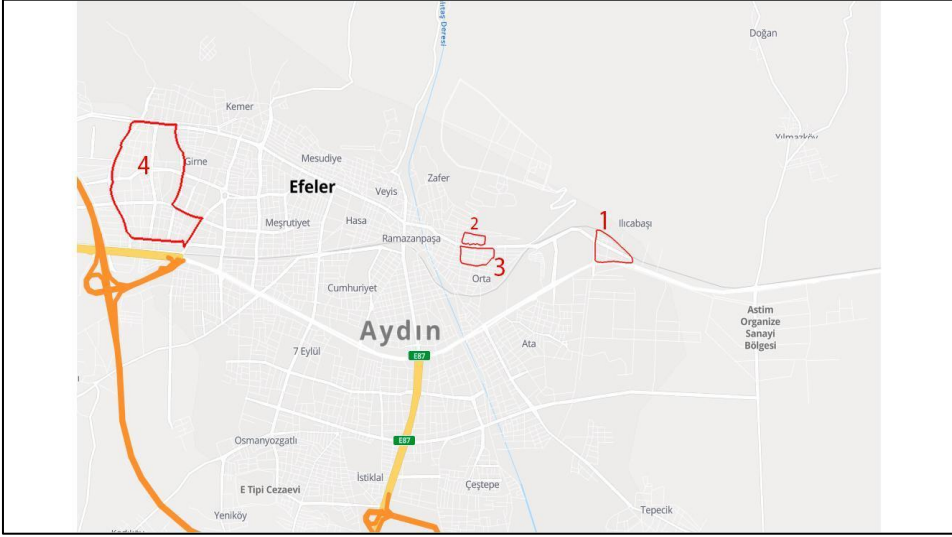 Doğan
Kemer
Yılmazköy
4
Girne
Mesudiye
Efeler
Veyis
Zafer
Meşrutiyet
Hasa
Ramazanpaşa
2
1
Ilıcabaşı
3
Orta
Cumhuriyet
Aydın
7 Eylül
E87
Ata
Astim
Organize
Sanayi
Bölgesi
Osmanyozgatlı
E87
E Tipi Cezaevi
İstiklal
Çeştepe
Yeniköy
Tepecik